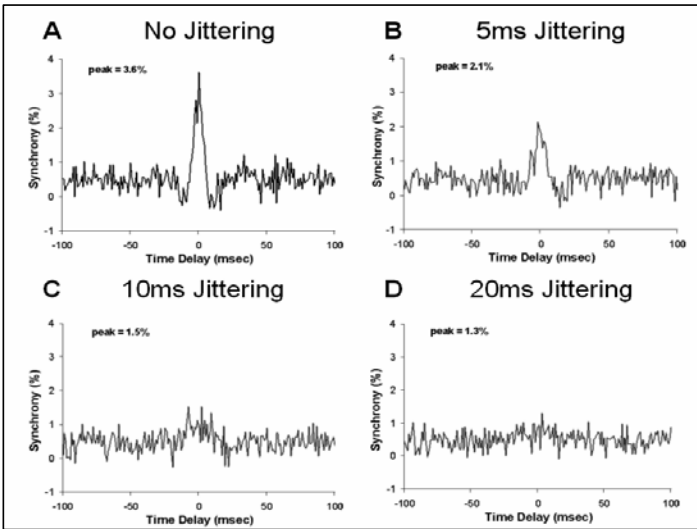 A No Jittering
peak = 3.6%
Synchrony (%)
4
3
2
1
0
-1
-100 -50 0 50 100
Time Delay (msec)
B 5ms Jittering
peak = 2.1%
Synchrony (%)
4
3
2
1
0
-1
-100 -50 0 50 100
Time Delay (msec)
C 10ms Jittering
peak = 1.5%
Synchrony (%)
4
3
2
1
0
-1
-100 -50 0 50 100
Time Delay (msec)
D 20ms Jittering
peak = 1.3%
Synchrony (%)
4
3
2
1
0
-1
-100 -50 0 50 100
Time Delay (msec)